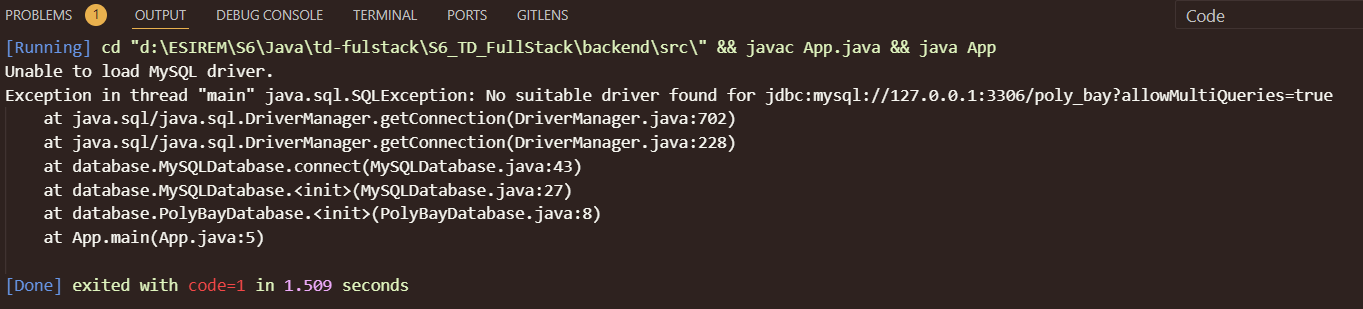 PROBLEMS 1 OUTPUT DEBUG CONSOLE TERMINAL PORTS GITLENS Code
[Running] cd "d:\ESIREM\S6\Java\td-fulstack\S6_TD_FullStack\backend\src\" && javac App.java && java App
Unable to load MySQL driver.
Exception in thread "main" java.sql.SQLException: No suitable driver found for jdbc:mysql://127.0.0.1:3306/poly_bay?allowMultiQueries=true
    at java.sql/java.sql.DriverManager.getConnection(DriverManager.java:702)
    at java.sql/java.sql.DriverManager.getConnection(DriverManager.java:228)
    at database.MySQLDatabase.connect(MySQLDatabase.java:43)
    at database.MySQLDatabase.<init>(MySQLDatabase.java:27)
    at database.PolyBayDatabase.<init>(PolyBayDatabase.java:8)
    at App.main(App.java:5)
[Done] exited with code=1 in 1.509 seconds